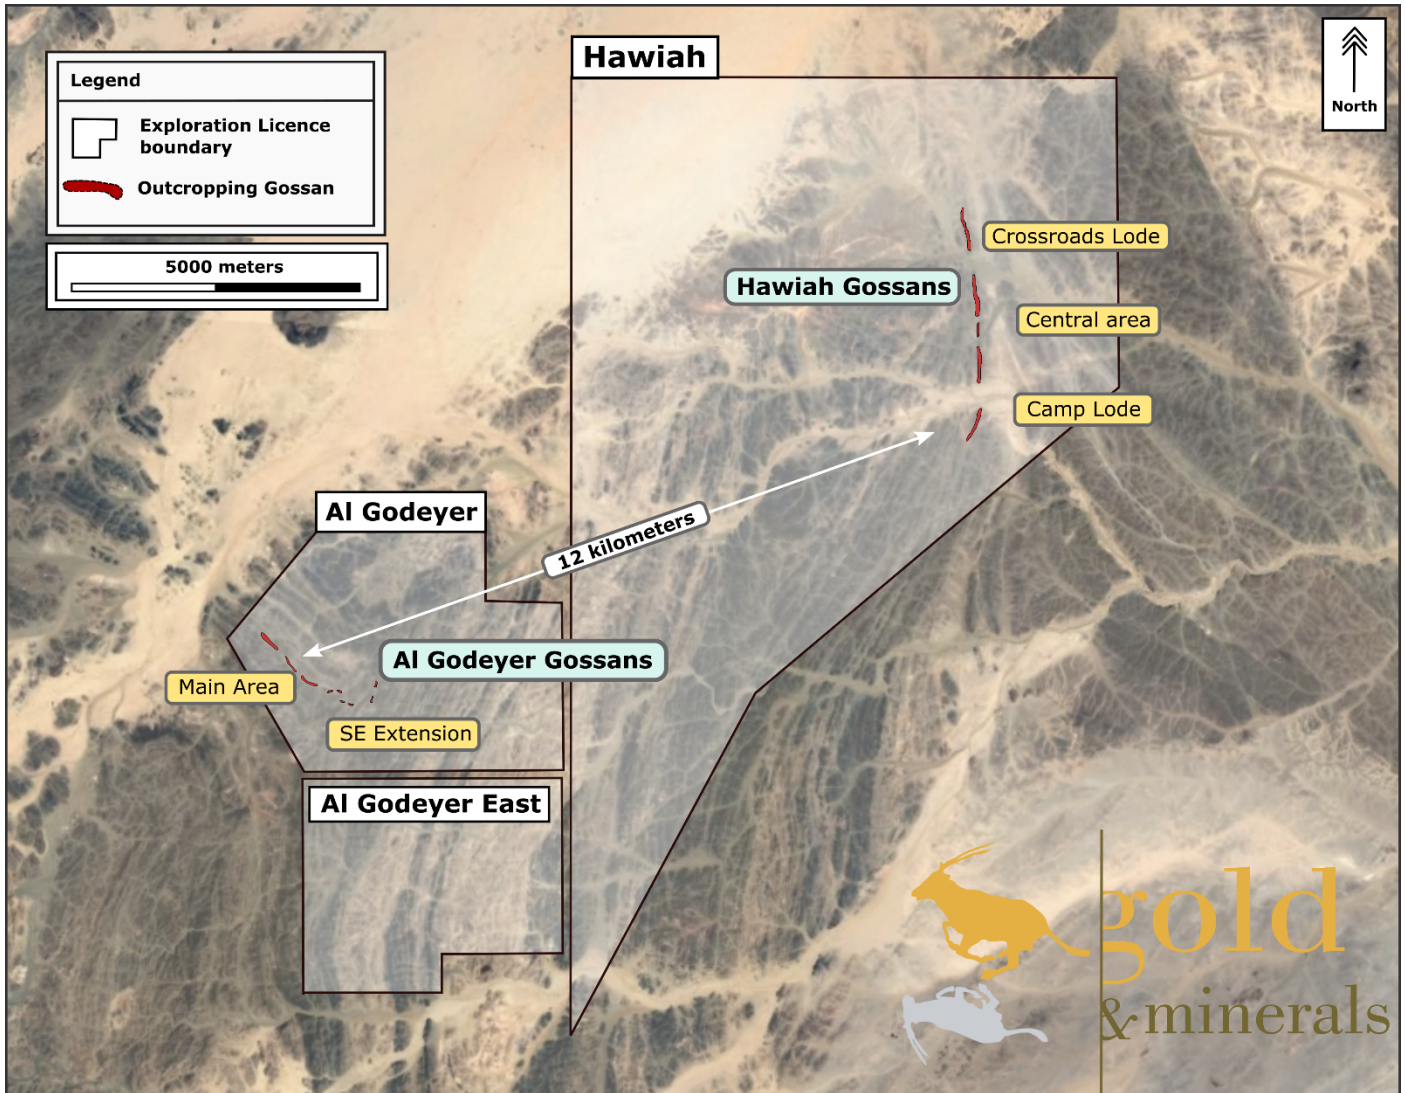 Hawiah
North
Legend
Exploration Licence
boundary
Outcropping Gossan
5000 meters
Crossroads Lode
Hawiah Gossans
Central area
Camp Lode
12 kilometers
Al Godeyer
Al Godeyer Gossans
Main Area
SE Extension
Al Godeyer East
gold
&minerals